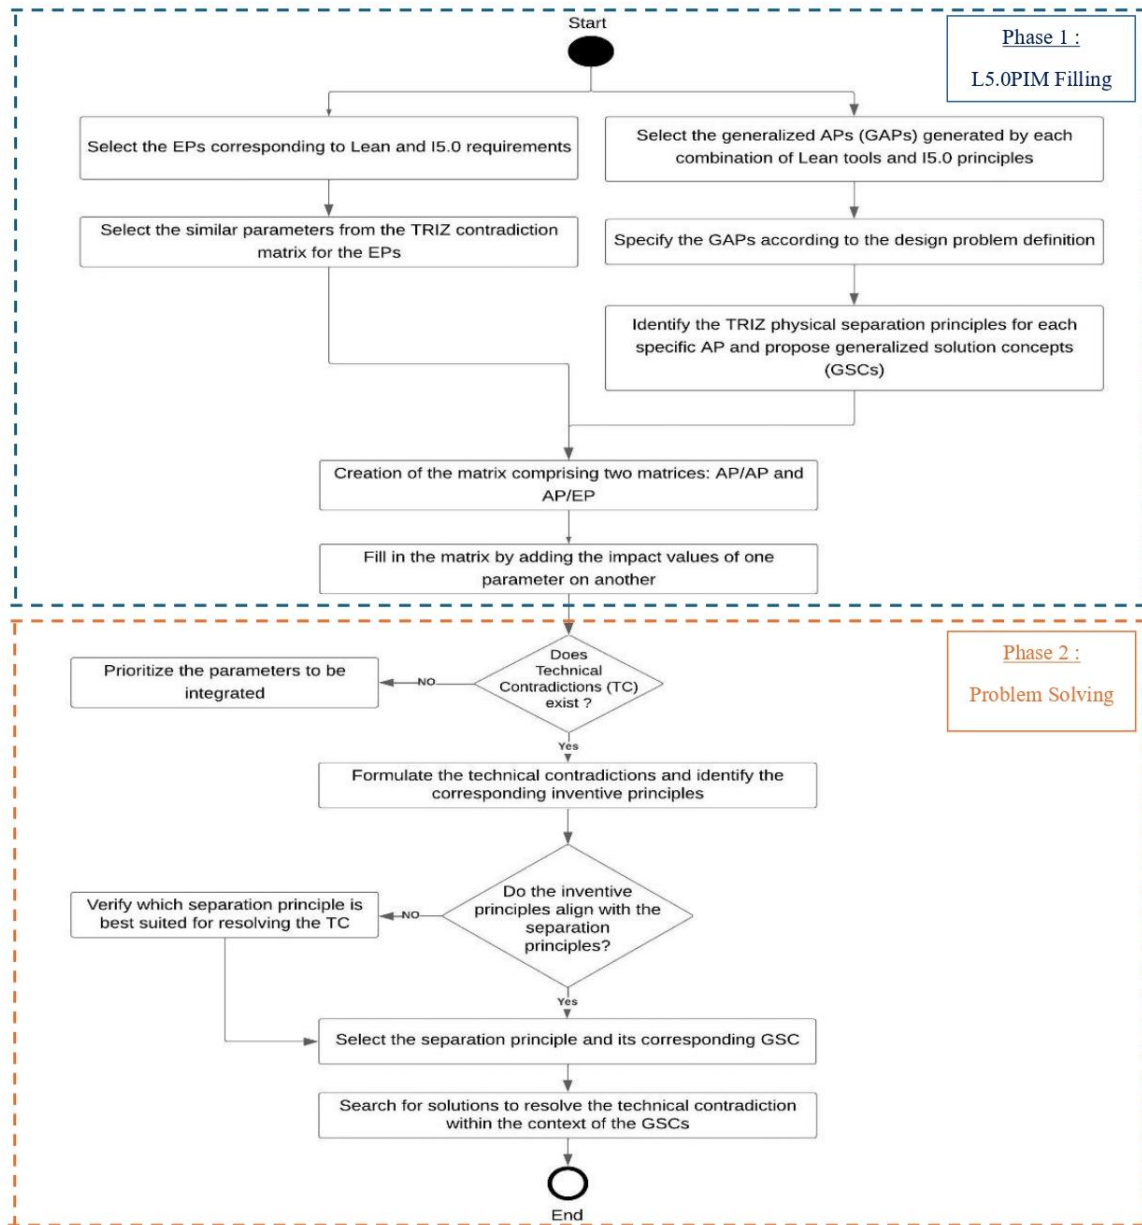 Start
Phase 1 :
L5.0PIM Filling
Select the EPs corresponding to Lean and I5.0 requirements
Select the generalized APs (GAPs) generated by each
combination of Lean tools and I5.0 principles
Select the similar parameters from the TRIZ contradiction
matrix for the EPs
Specify the GAPs according to the design problem definition
Identify the TRIZ physical separation principles for each
specific AP and propose generalized solution concepts
(GSCs)
Creation of the matrix comprising two matrices: AP/AP and
AP/EP
Fill in the matrix by adding the impact values of one
parameter on another
Phase 2 :
Problem Solving
Does
Technical
Contradictions (TC)
exist ?
NO
Prioritize the parameters to be
integrated
Yes
Formulate the technical contradictions and identify the
corresponding inventive principles
Do the inventive
principles align with the
separation
principles?
NO
Verify which separation principle is
best suited for resolving the TC
Yes
Select the separation principle and its corresponding GSC
Search for solutions to resolve the technical contradiction
within the context of the GSCs
End